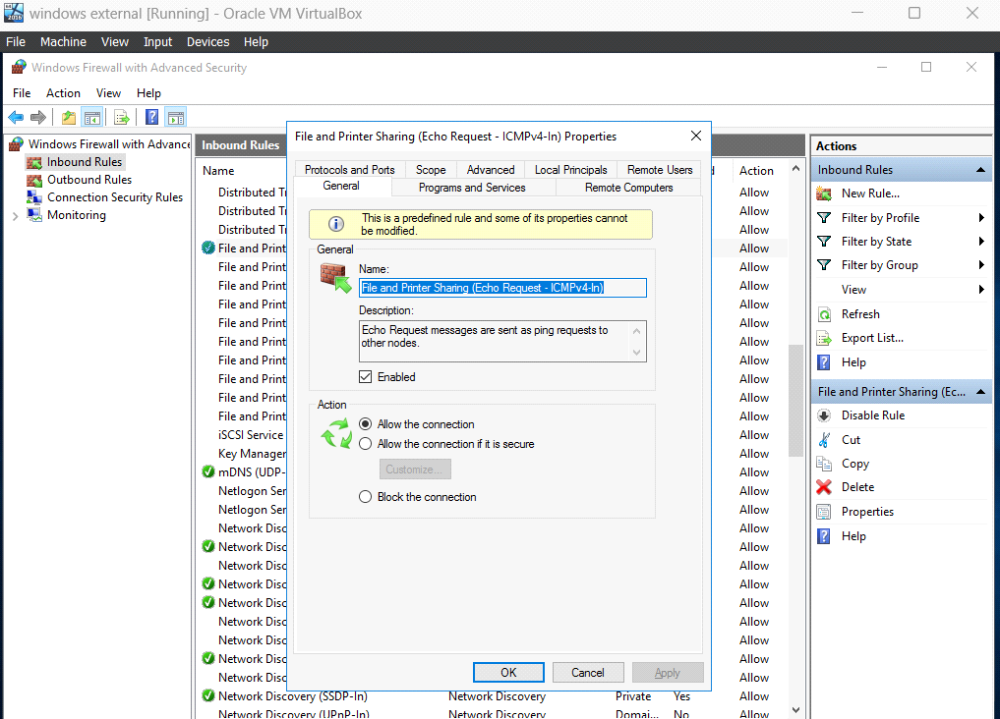 windows external [Running] - Oracle VM VirtualBox
File Machine View Input Devices Help
Windows Firewall with Advanced Security
File Action View Help
Windows Firewall with Advance
Inbound Rules
Outbound Rules
Connection Security Rules
Monitoring
Inbound Rules
Name
Action
Distributed T Allow
Distributed T Allow
Distributed T Allow
File and Print Allow
File and Print Allow
File and Print Allow
File and Print Allow
File and Print Allow
File and Print Allow
File and Print Allow
File and Print Allow
File and Print Allow
File and Print Allow
iSCSI Service Allow
Key Manager Allow
mDNS (UDP- Allow
Netlogon Ser Allow
Netlogon Ser Allow
Network Disc Allow
Network Disc Allow
Network Disc Allow
Network Disc Allow
Network Disc Allow
Network Disc Allow
Network Disc Allow
Network Disc Allow
Network Disc Allow
Network Discovery (SSDP-In) Network Discovery Private Yes Allow
Network Discovery (UPnP-In) Network Discovery Domai... No Allow
File and Printer Sharing (Echo Request - ICMPv4-In) Properties
Protocols and Ports Scope Advanced Local Principals Remote Users
General Programs and Services Remote Computers
This is a predefined rule and some of its properties cannot
be modified.
General
Name:
File and Printer Sharing (Echo Request - ICMPv4-In)
Description:
Echo Request messages are sent as ping requests to
other nodes.
Enabled
Action
Allow the connection
Allow the connection if it is secure
Customize...
Block the connection
OK Cancel Apply
Actions
Inbound Rules
New Rule...
Filter by Profile
Filter by State
Filter by Group
View
Refresh
Export List...
Help
File and Printer Sharing (Ec...
Disable Rule
Cut
Copy
Delete
Properties
Help